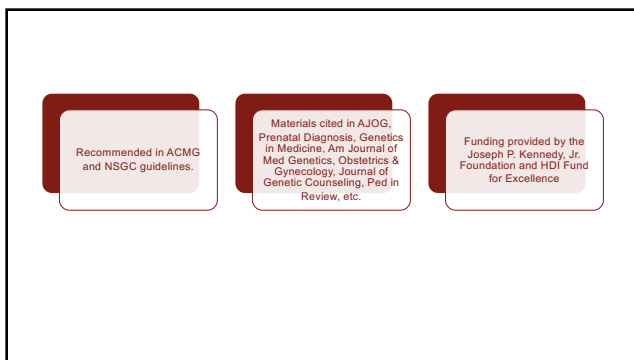 Recommended in ACMG
and NSGC guidelines.
Materials cited in AJOG,
Prenatal Diagnosis, Genetics
in Medicine, Am Journal of
Med Genetics, Obstetrics &
Gynecology, Journal of
Genetic Counseling, Ped in
Review, etc.
Funding provided by the
Joseph P. Kennedy, Jr.
Foundation and HDI Fund
for Excellence